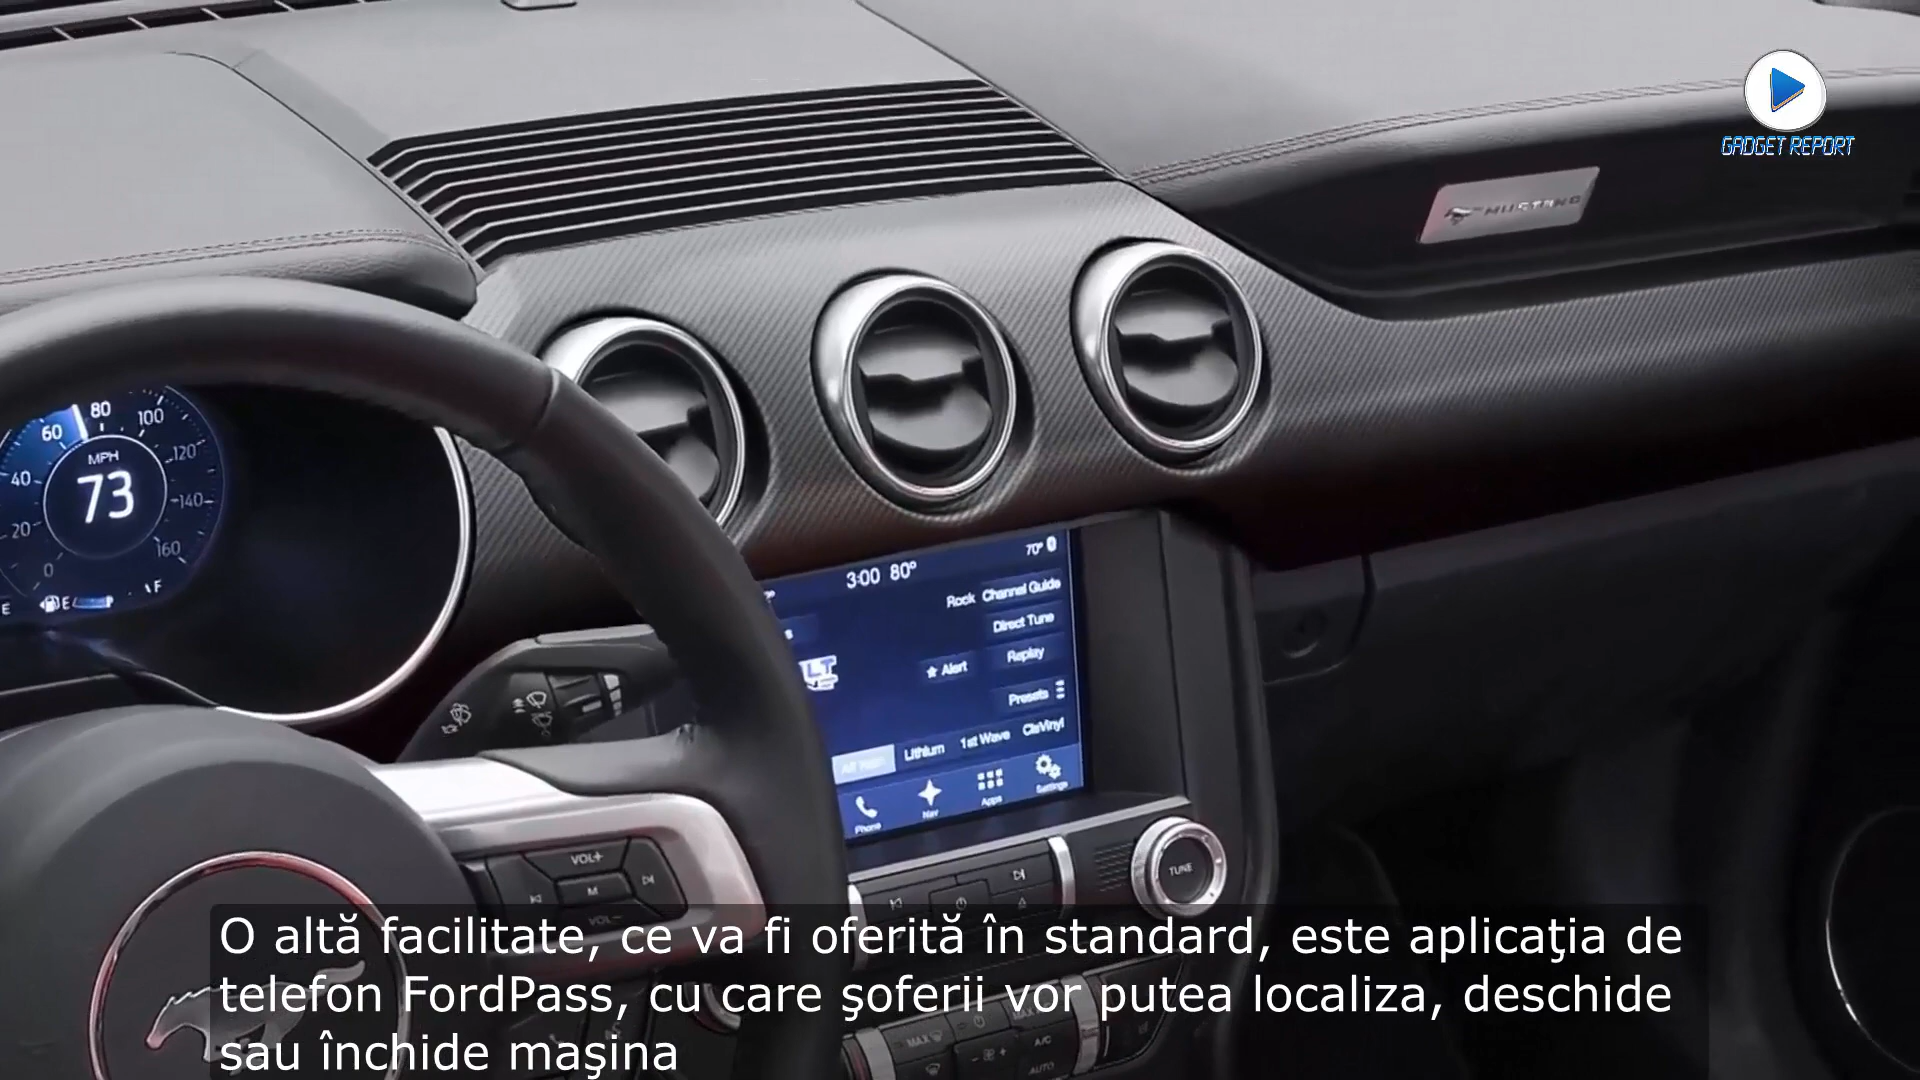 GADGET REPORT
MUSTANG
80
100
60
120
MPH
40
73
140
20
160
0
F
E
E
70°
3:00 80°
Rock Channel Guide
Direct Tune
Alert
Replay
Presets
Lithium 1st Wave ClsVinyl
Phone Nav Apps Settings
VOL+
M
VOL-
TUNE
MAX
A/C
AUTO
O altă facilitate, ce va fi oferită în standard, este aplicaţia de
telefon FordPass, cu care şoferii vor putea localiza, deschide
sau închide maşina